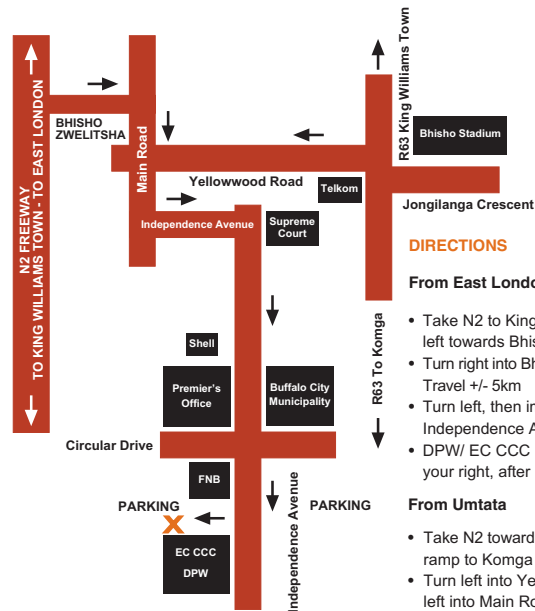 N2 FREEWAY
TO KING WILLIAMS TOWN - TO EAST LONDON
BHISHO
ZWELITSHA
Main Road
R63 King Williams Town
Bhisho Stadium
Yellowwood Road
Telkom
Jongilanga Crescent
Independence Avenue
Supreme
Court
R63 To Komga
Shell
Premier's
Office
Buffalo City
Municipality
Circular Drive
FNB
PARKING
X
EC CCC
DPW
Independence Avenue
PARKING
DIRECTIONS
From East Londo
• Take N2 to King
left towards Bhis
• Turn right into Bh
Travel +/- 5km
• Turn left, then in
Independence A
• DPW/ EC CCC
your right, after
From Umtata
• Take N2 toward
ramp to Komga
• Turn left into Ye
left into Main Ro